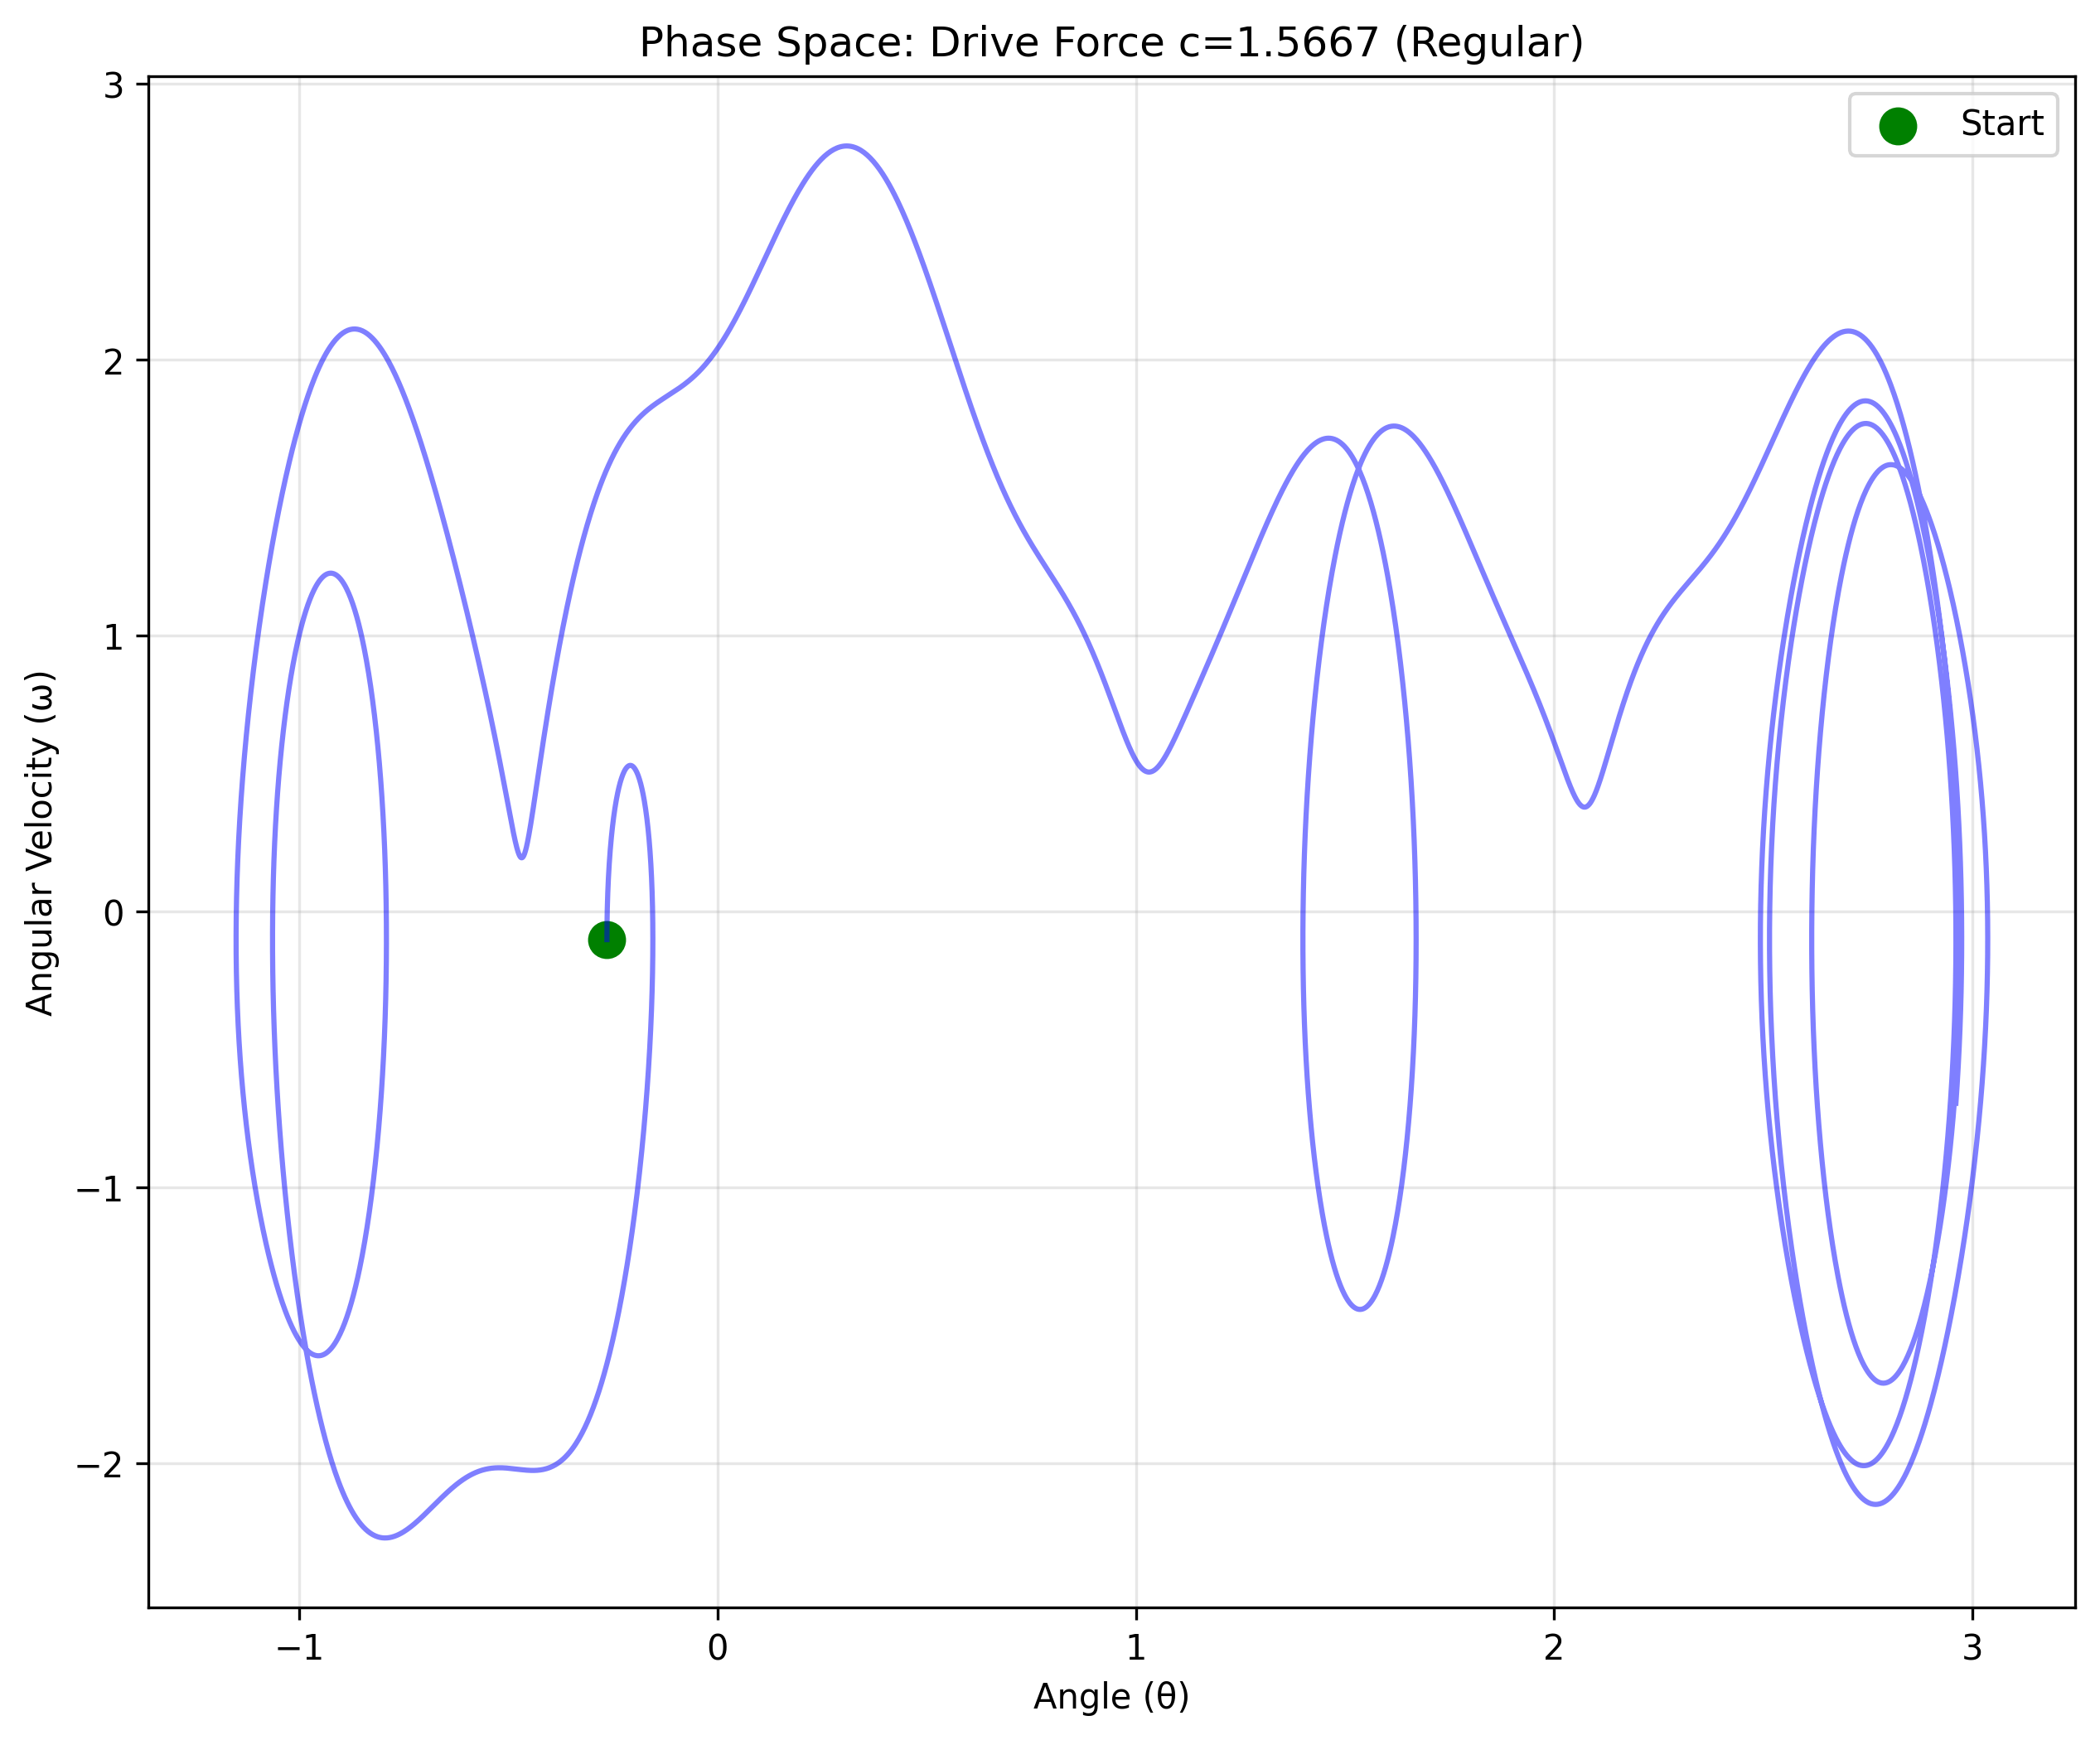 Phase Space: Drive Force c=1.5667 (Regular)
Start
3
2
1
0
−1
−2
Angular Velocity (ω)
−1
0
1
2
3
Angle (θ)